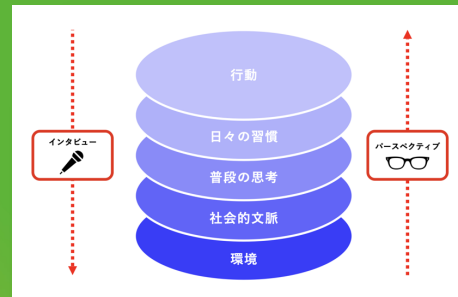 行動
日々の習慣
インタビュー
パースペクティブ
普段の思考
社会的文脈
環境